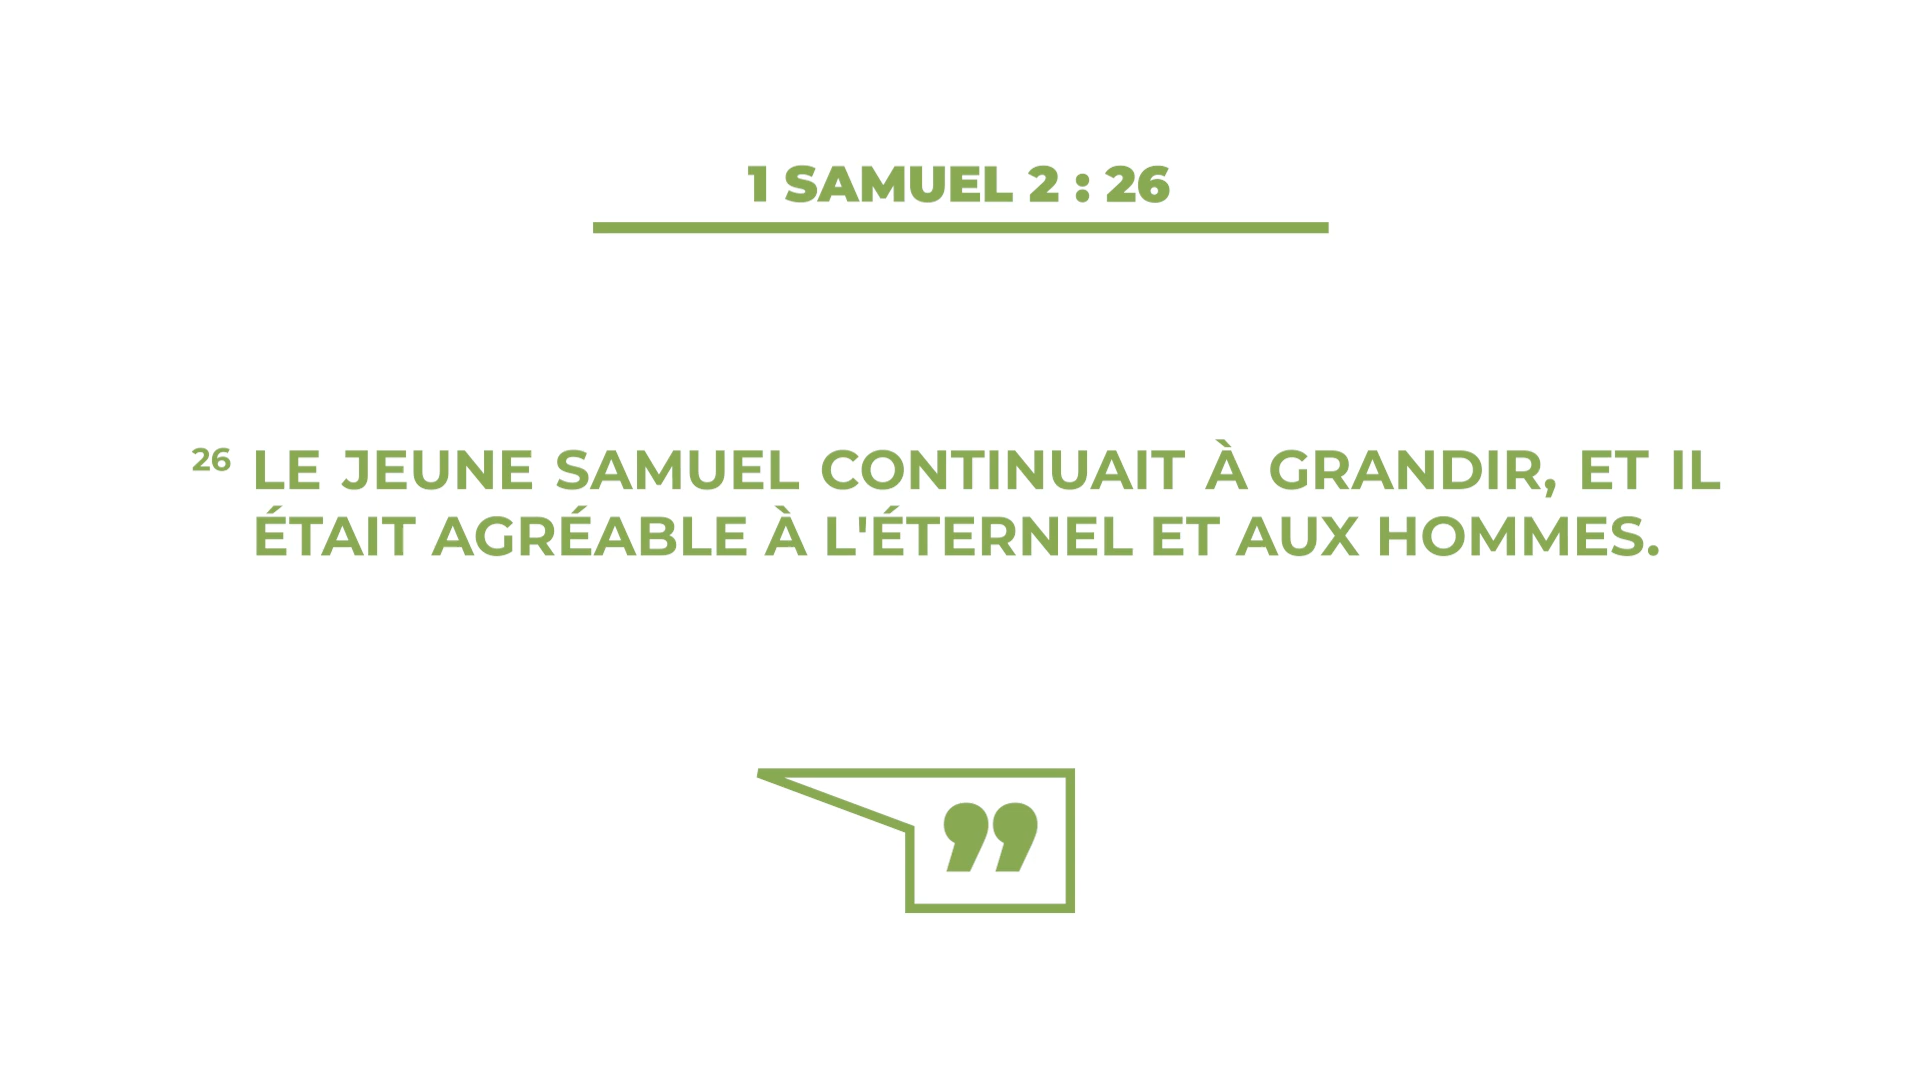 1 SAMUEL 2 : 26
26 LE JEUNE SAMUEL CONTINUAIT À GRANDIR, ET IL
ÉTAIT AGRÉABLE À L'ÉTERNEL ET AUX HOMMES.
”